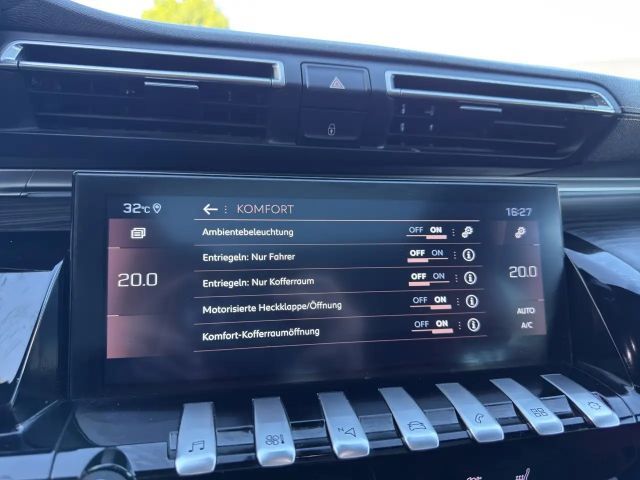 32°C
← : KOMFORT
16:27
Ambientebeleuchtung OFF ON :
20.0
Entriegeln: Nur Fahrer OFF ON : i
20.0
Entriegeln: Nur Kofferraum OFF ON : i
Motorisierte Heckklappe/Öffnung OFF ON : i
AUTO
Komfort-Kofferraumöffnung OFF ON : i
A/C
N